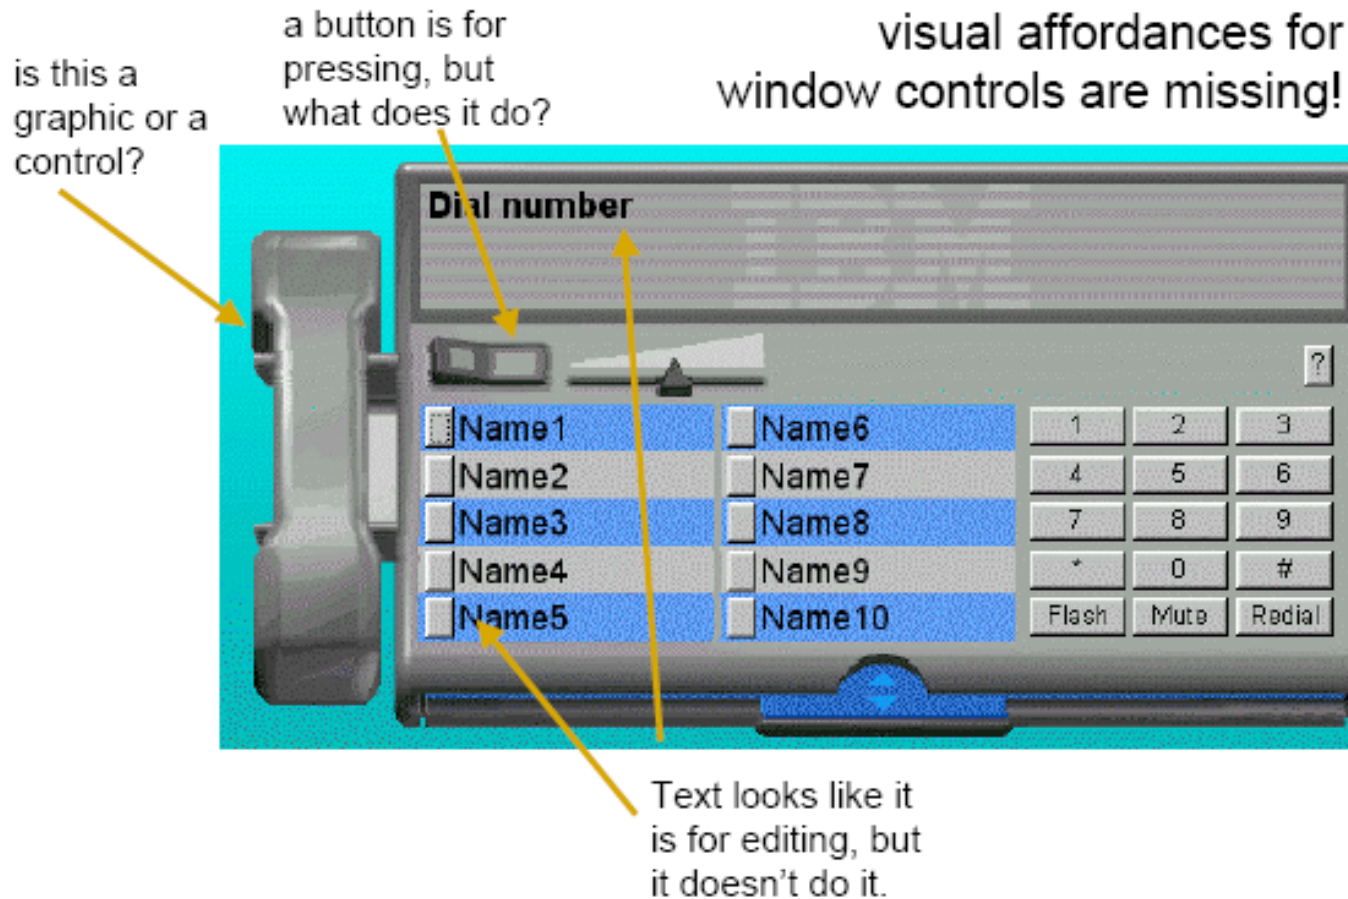 visual affordances for
window controls are missing!
a button is for
pressing, but
what does it do?
is this a
graphic or a
control?
Dial number
IBM
?
Name1 Name6 1 2 3
Name2 Name7 4 5 6
Name3 Name8 7 8 9
Name4 Name9 * 0 #
Name5 Name10 Flash Mute Redial
Text looks like it
is for editing, but
it doesn't do it.